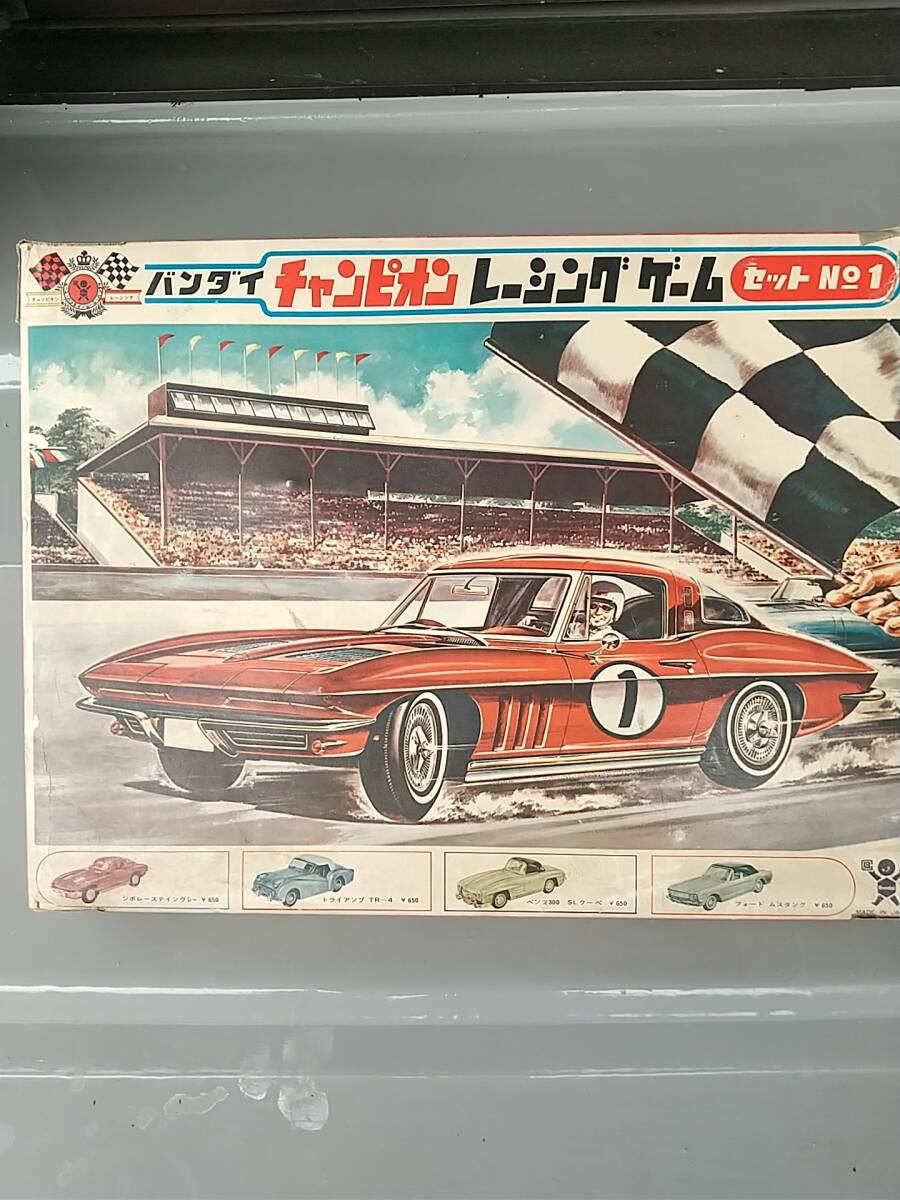 チャンピオン
レーシング
バンダイ チャンピオン レーシング ゲーム セット No1
1
シボレースティングレー ¥650
トライアンフ TR-4 ¥650
ベンツ300 SLクーペ ¥650
フォード ムスタング ¥650
MADE IN